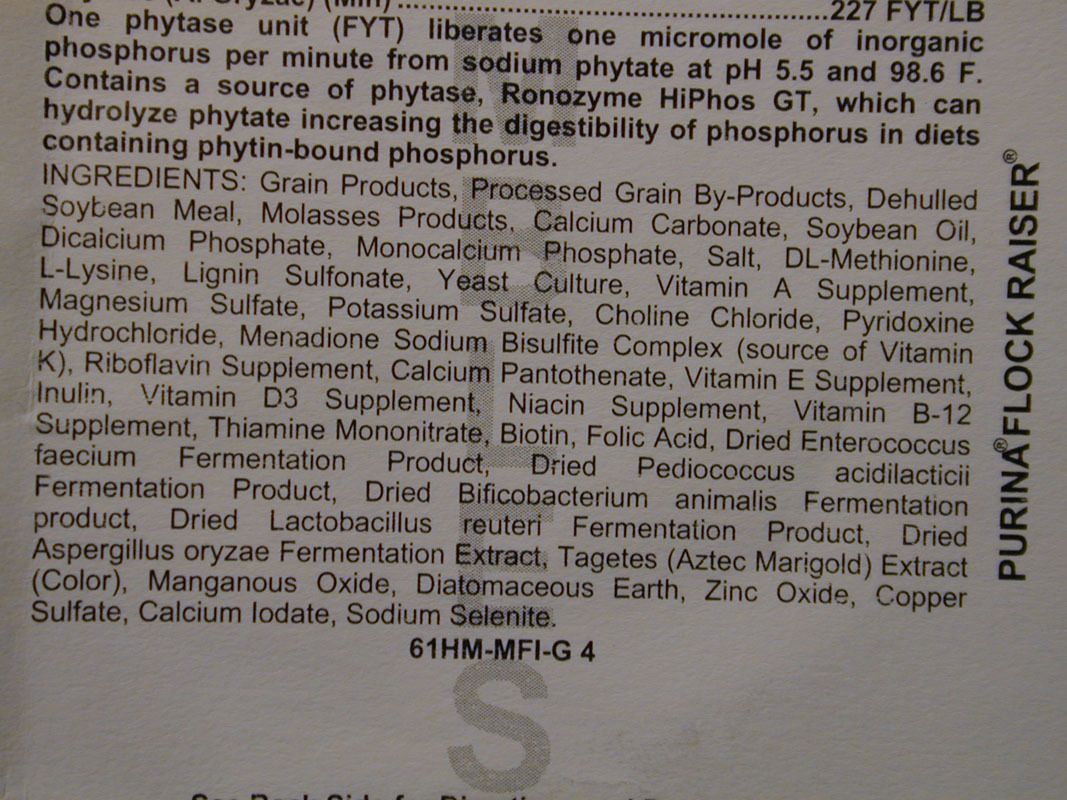 (Min) 227 FYT/LB
One phytase unit (FYT) liberates one micromole of inorganic
phosphorus per minute from sodium phytate at pH 5.5 and 98.6 F.
Contains a source of phytase, Ronozyme HiPhos GT, which can
hydrolyze phytate increasing the digestibility of phosphorus in diets
containing phytin-bound phosphorus.
INGREDIENTS: Grain Products, Processed Grain By-Products, Dehulled
Soybean Meal, Molasses Products, Calcium Carbonate, Soybean Oil,
Dicalcium Phosphate, Monocalcium Phosphate, Salt, DL-Methionine,
L-Lysine, Lignin Sulfonate, Yeast Culture, Vitamin A Supplement,
Magnesium Sulfate, Potassium Sulfate, Choline Chloride, Pyridoxine
Hydrochloride, Menadione Sodium Bisulfite Complex (source of Vitamin
K), Riboflavin Supplement, Calcium Pantothenate, Vitamin E Supplement,
Inulin, Vitamin D3 Supplement, Niacin Supplement, Vitamin B-12
Supplement, Thiamine Mononitrate, Biotin, Folic Acid, Dried Enterococcus
faecium Fermentation Product, Dried Pediococcus acidilacticii
Fermentation Product, Dried Bificobacterium animalis Fermentation
product, Dried Lactobacillus reuteri Fermentation Product, Dried
Aspergillus oryzae Fermentation Extract, Tagetes (Aztec Marigold) Extract
(Color), Manganous Oxide, Diatomaceous Earth, Zinc Oxide, Copper
Sulfate, Calcium Iodate, Sodium Selenite.
61HM-MFI-G 4
PURINA® FLOCK RAISER®